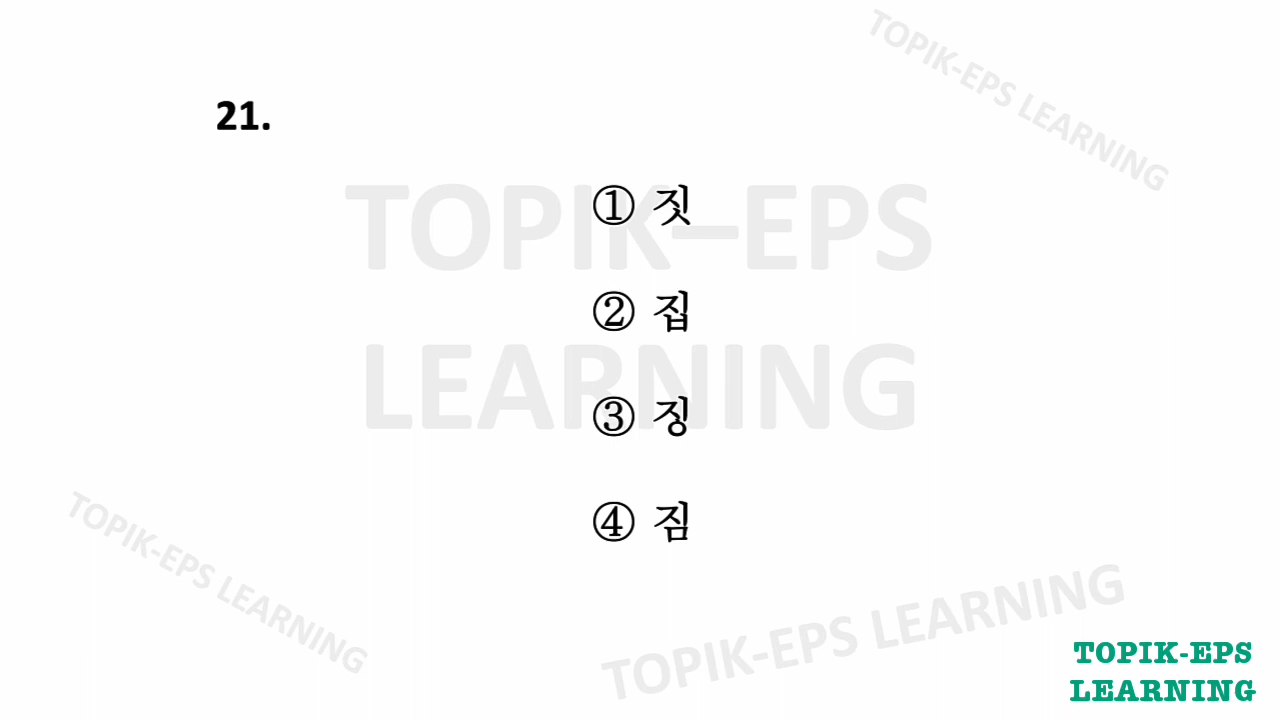 TOPIK-EPS LEARNING
21.
① 짓
TOPIK–EPS
② 집
LEARNING
③ 징
④ 짐
TOPIK-EPS LEARNING
TOPIK-EPS LEARNING
TOPIK-EPS
LEARNING